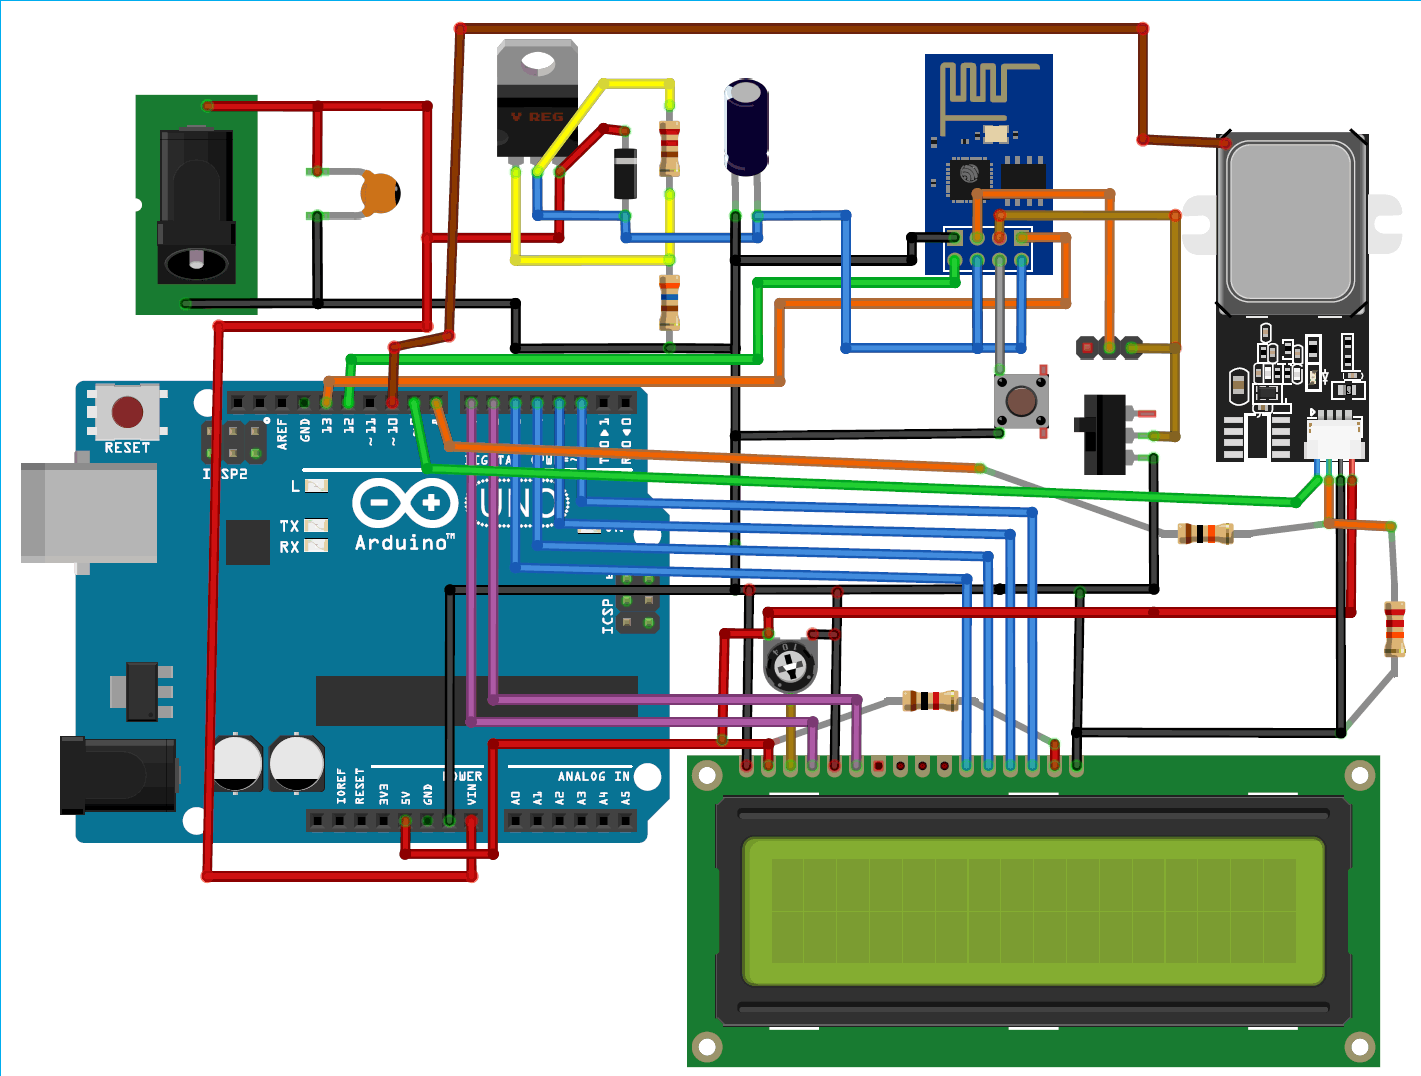 V REG
RESET
ICSP2
AREF
GND
13
12
~11
~10
L
TX
RX
UNO
Arduino™
ICSP
104
IOREF
RESET
3V3
5V
GND
VIN
POWER
ANALOG IN
A0
A1
A2
A3
A4
A5